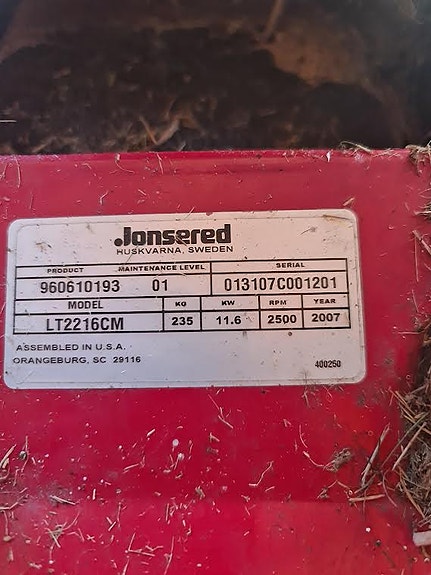 Jonsered
HUSKVARNA, SWEDEN
PRODUCT MAINTENANCE LEVEL SERIAL
960610193 01 013107C001201
MODEL KG KW RPM YEAR
LT2216CM 235 11.6 2500 2007
ASSEMBLED IN U.S.A.
ORANGEBURG, SC 29116 400250